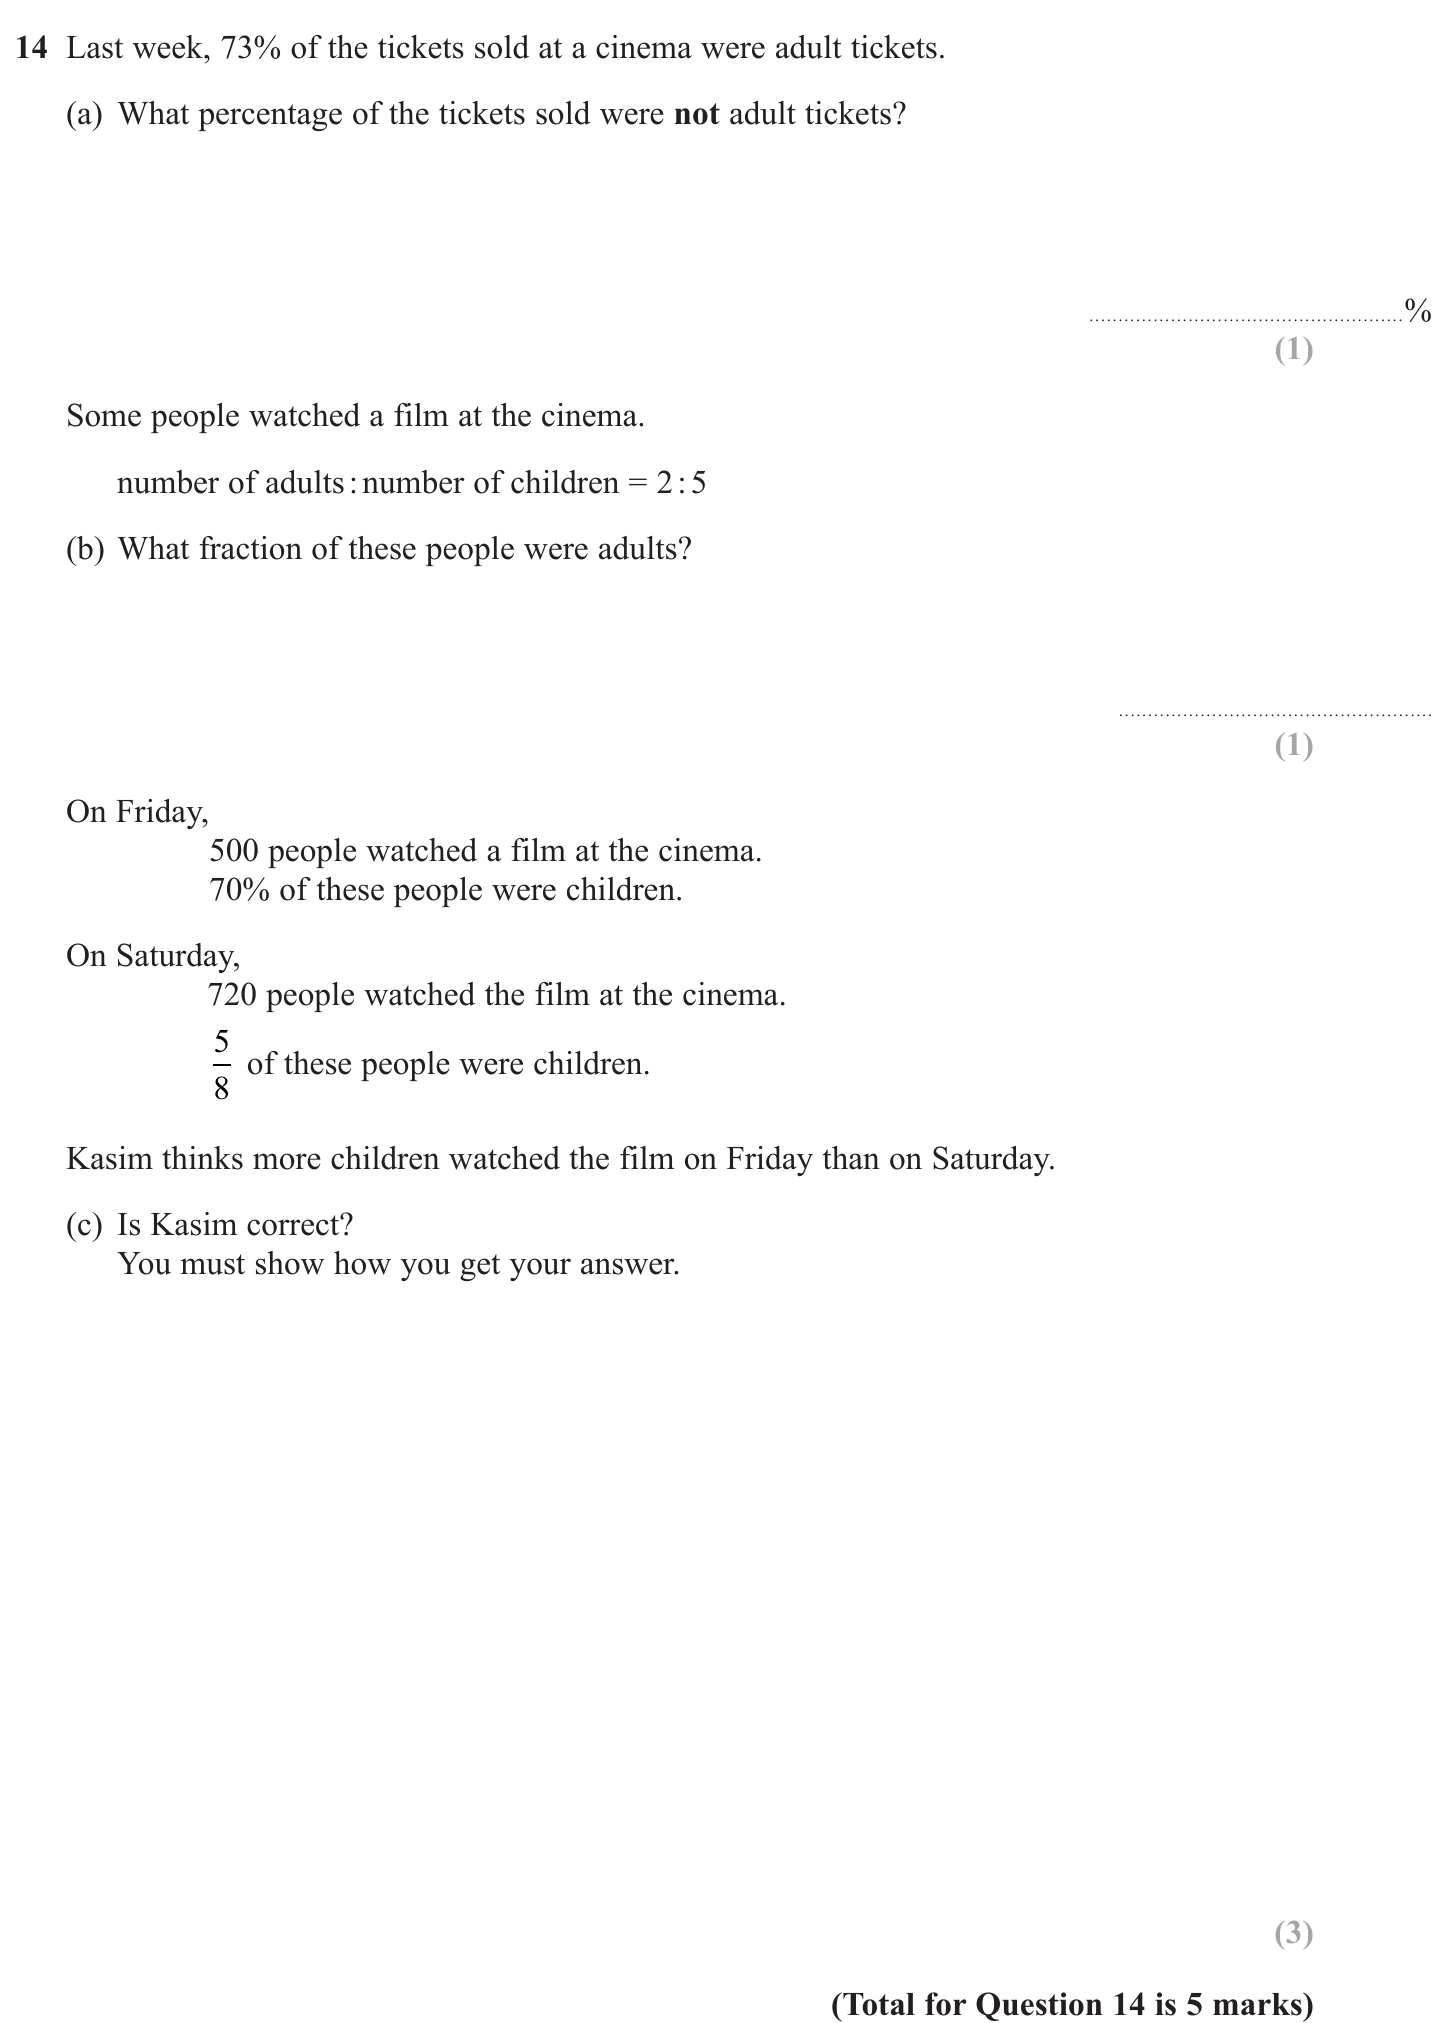 14 Last week, 73% of the tickets sold at a cinema were adult tickets.
(a) What percentage of the tickets sold were not adult tickets?
......................................................%
(1)
Some people watched a film at the cinema.
number of adults : number of children = 2 : 5
(b) What fraction of these people were adults?
......................................................
(1)
On Friday,
500 people watched a film at the cinema.
70% of these people were children.
On Saturday,
720 people watched the film at the cinema.
5/8 of these people were children.
Kasim thinks more children watched the film on Friday than on Saturday.
(c) Is Kasim correct?
You must show how you get your answer.
(3)
(Total for Question 14 is 5 marks)